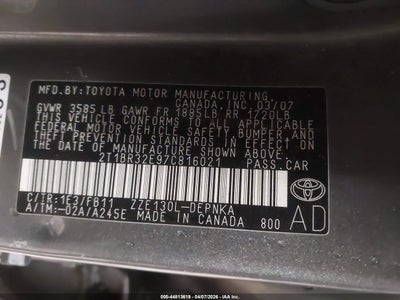 MFD.BY:TOYOTA MOTOR MANUFACTURING
CANADA, INC. 03/07
GVWR 3585LB GAWR FR 1885LB RR 1720LB
THIS VEHICLE CONFORMS TO ALL APPLICABLE
FEDERAL MOTOR VEHICLE SAFETY, BUMPER AND
THEFT PREVENTION STANDARDS IN EFFECT ON
THE DATE OF MANUFACTURE SHOWN ABOVE.
2T1BR32E97C816021 PASS.CAR
C/TR:1E3/FB11
A/TM:-02A/A245E ZZE130L-DEPNKA
MADE IN CANADA 800
AD
TOYOTA
000-44813619 - 04/07/2026 - IAA Inc.